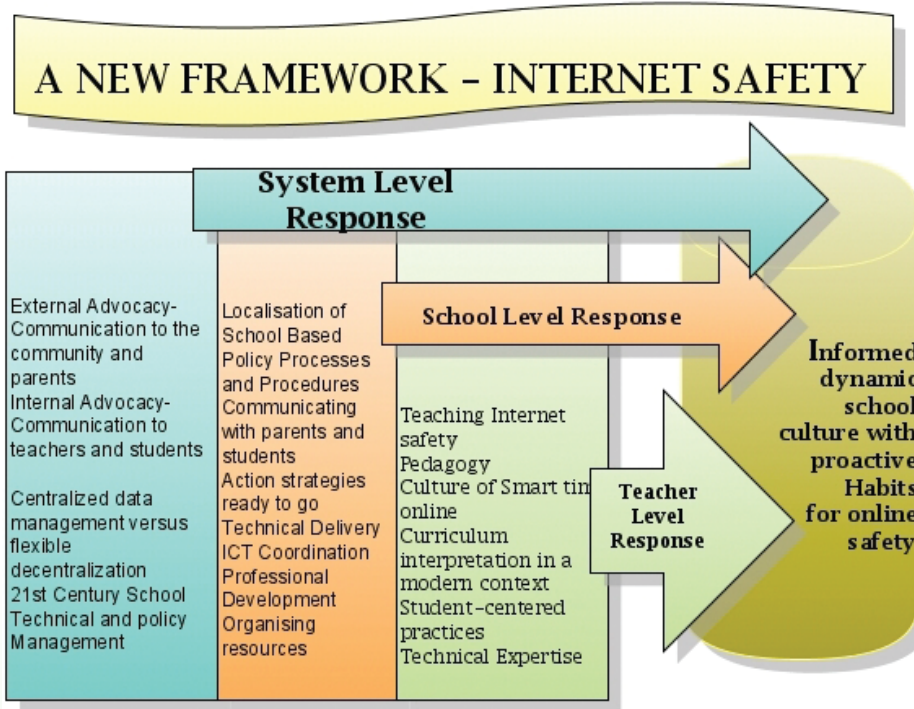 A NEW FRAMEWORK – INTERNET SAFETY
System Level
Response
External Advocacy-
Communication to the
community and
parents
Internal Advocacy-
Communication to
teachers and students
Centralized data
management versus
flexible
decentralization
21st Century School
Technical and policy
Management
Localisation of
School Based
Policy Processes
and Procedures
Communicating
with parents and
students
Action strategies
ready to go
Technical Delivery
ICT Coordination
Professional
Development
Organising
resources
School Level Response
Teaching Internet
safety
Pedagogy
Culture of Smart
online
Curriculum
interpretation in a
modern context
Student-centered
practices
Technical Expertise
Teacher
Level
Response
Informed
dynamic
school
culture with
proactive
Habits
for online
safety